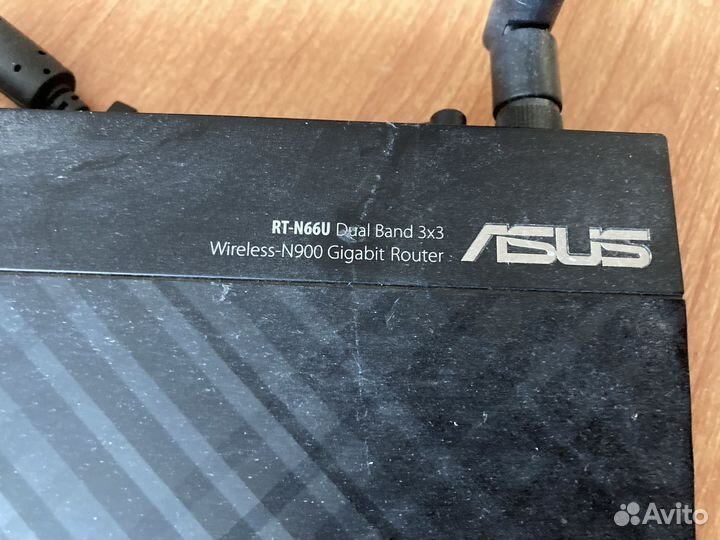 RT-N66U Dual Band 3x3
Wireless-N900 Gigabit Router
ASUS
Avito